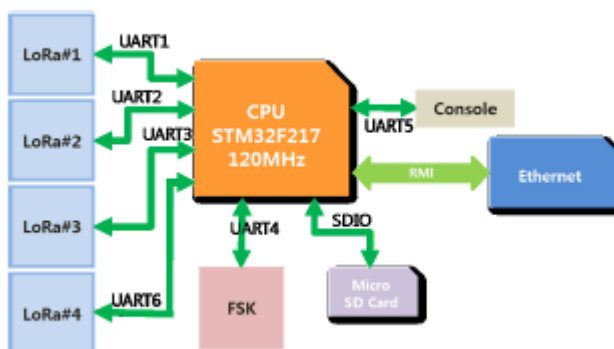 LoRa#1
UART1
LoRa#2
UART2
UART3
LoRa#3
LoRa#4
UART6
CPU
STM32F217
120MHz
UART5
Console
RMI
Ethernet
UART4
FSK
SDIO
Micro
SD Card